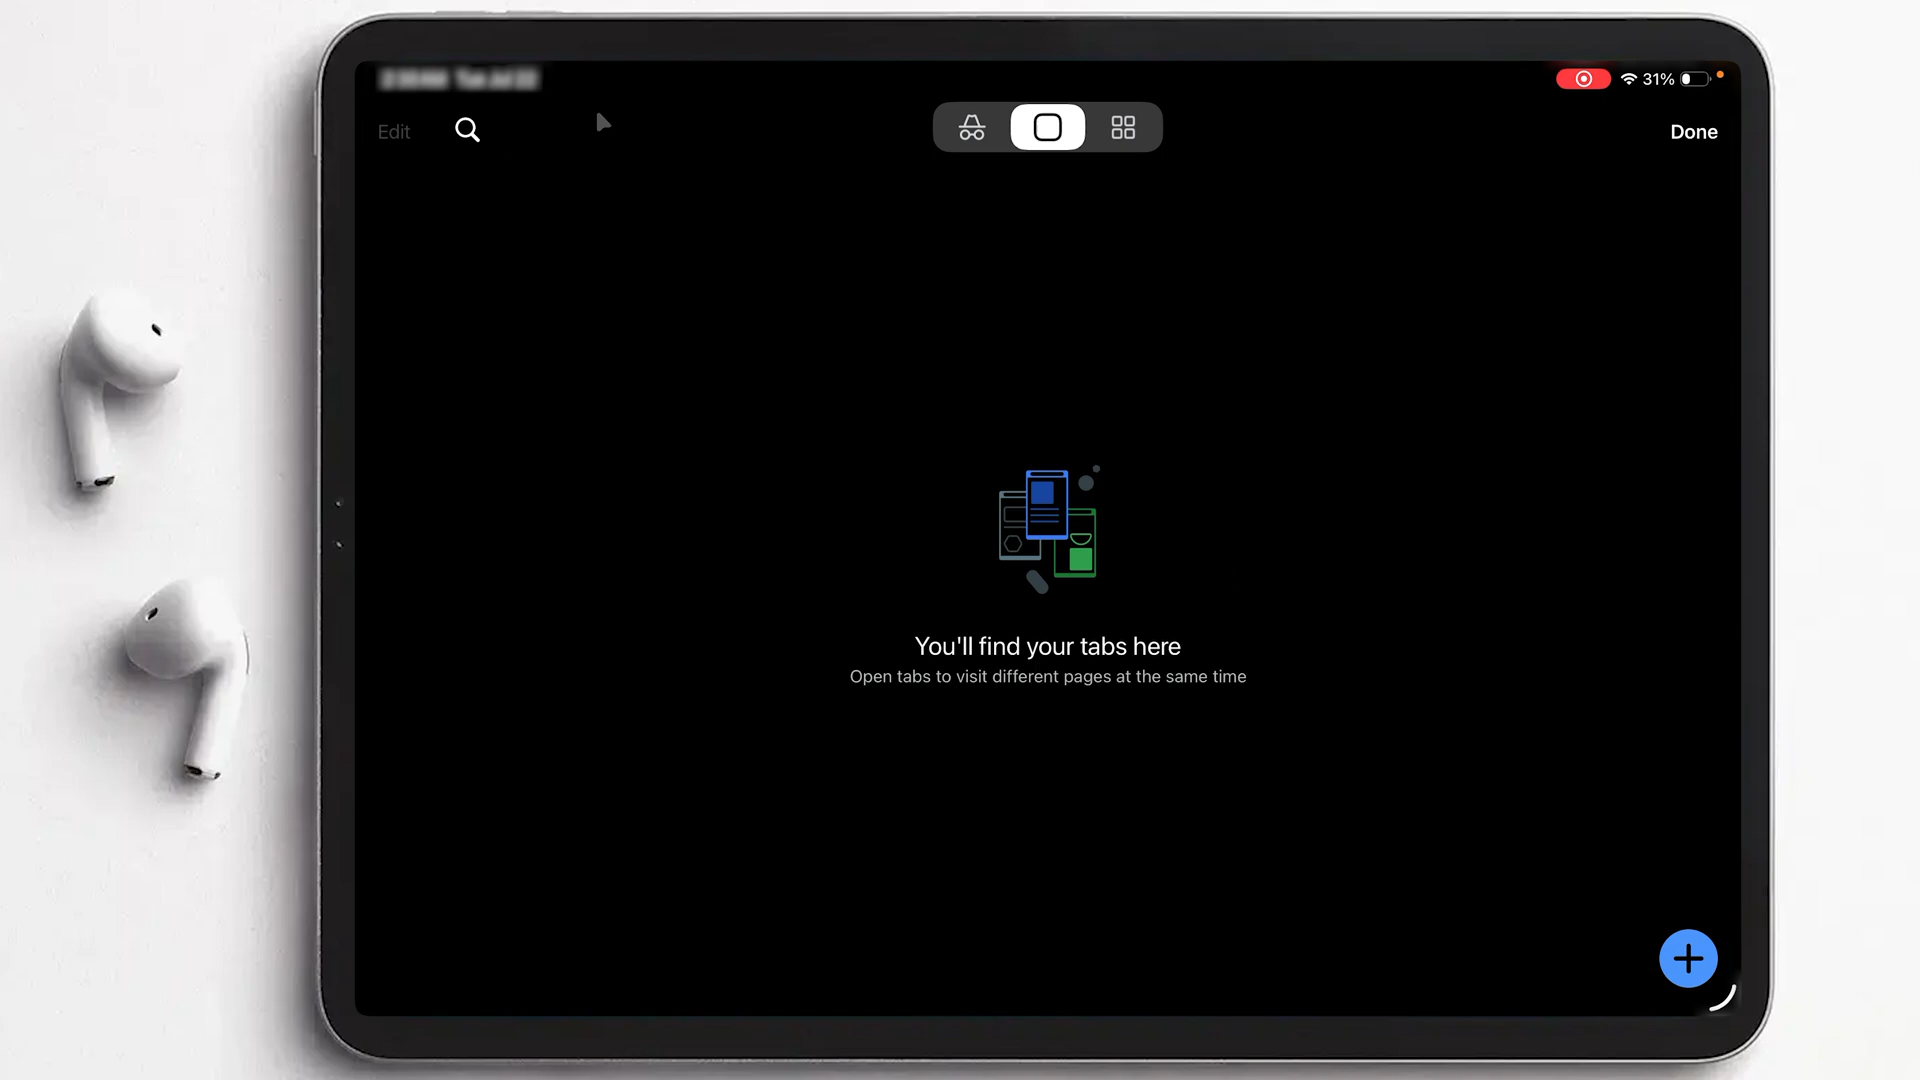 31%
Edit
Done
You'll find your tabs here
Open tabs to visit different pages at the same time